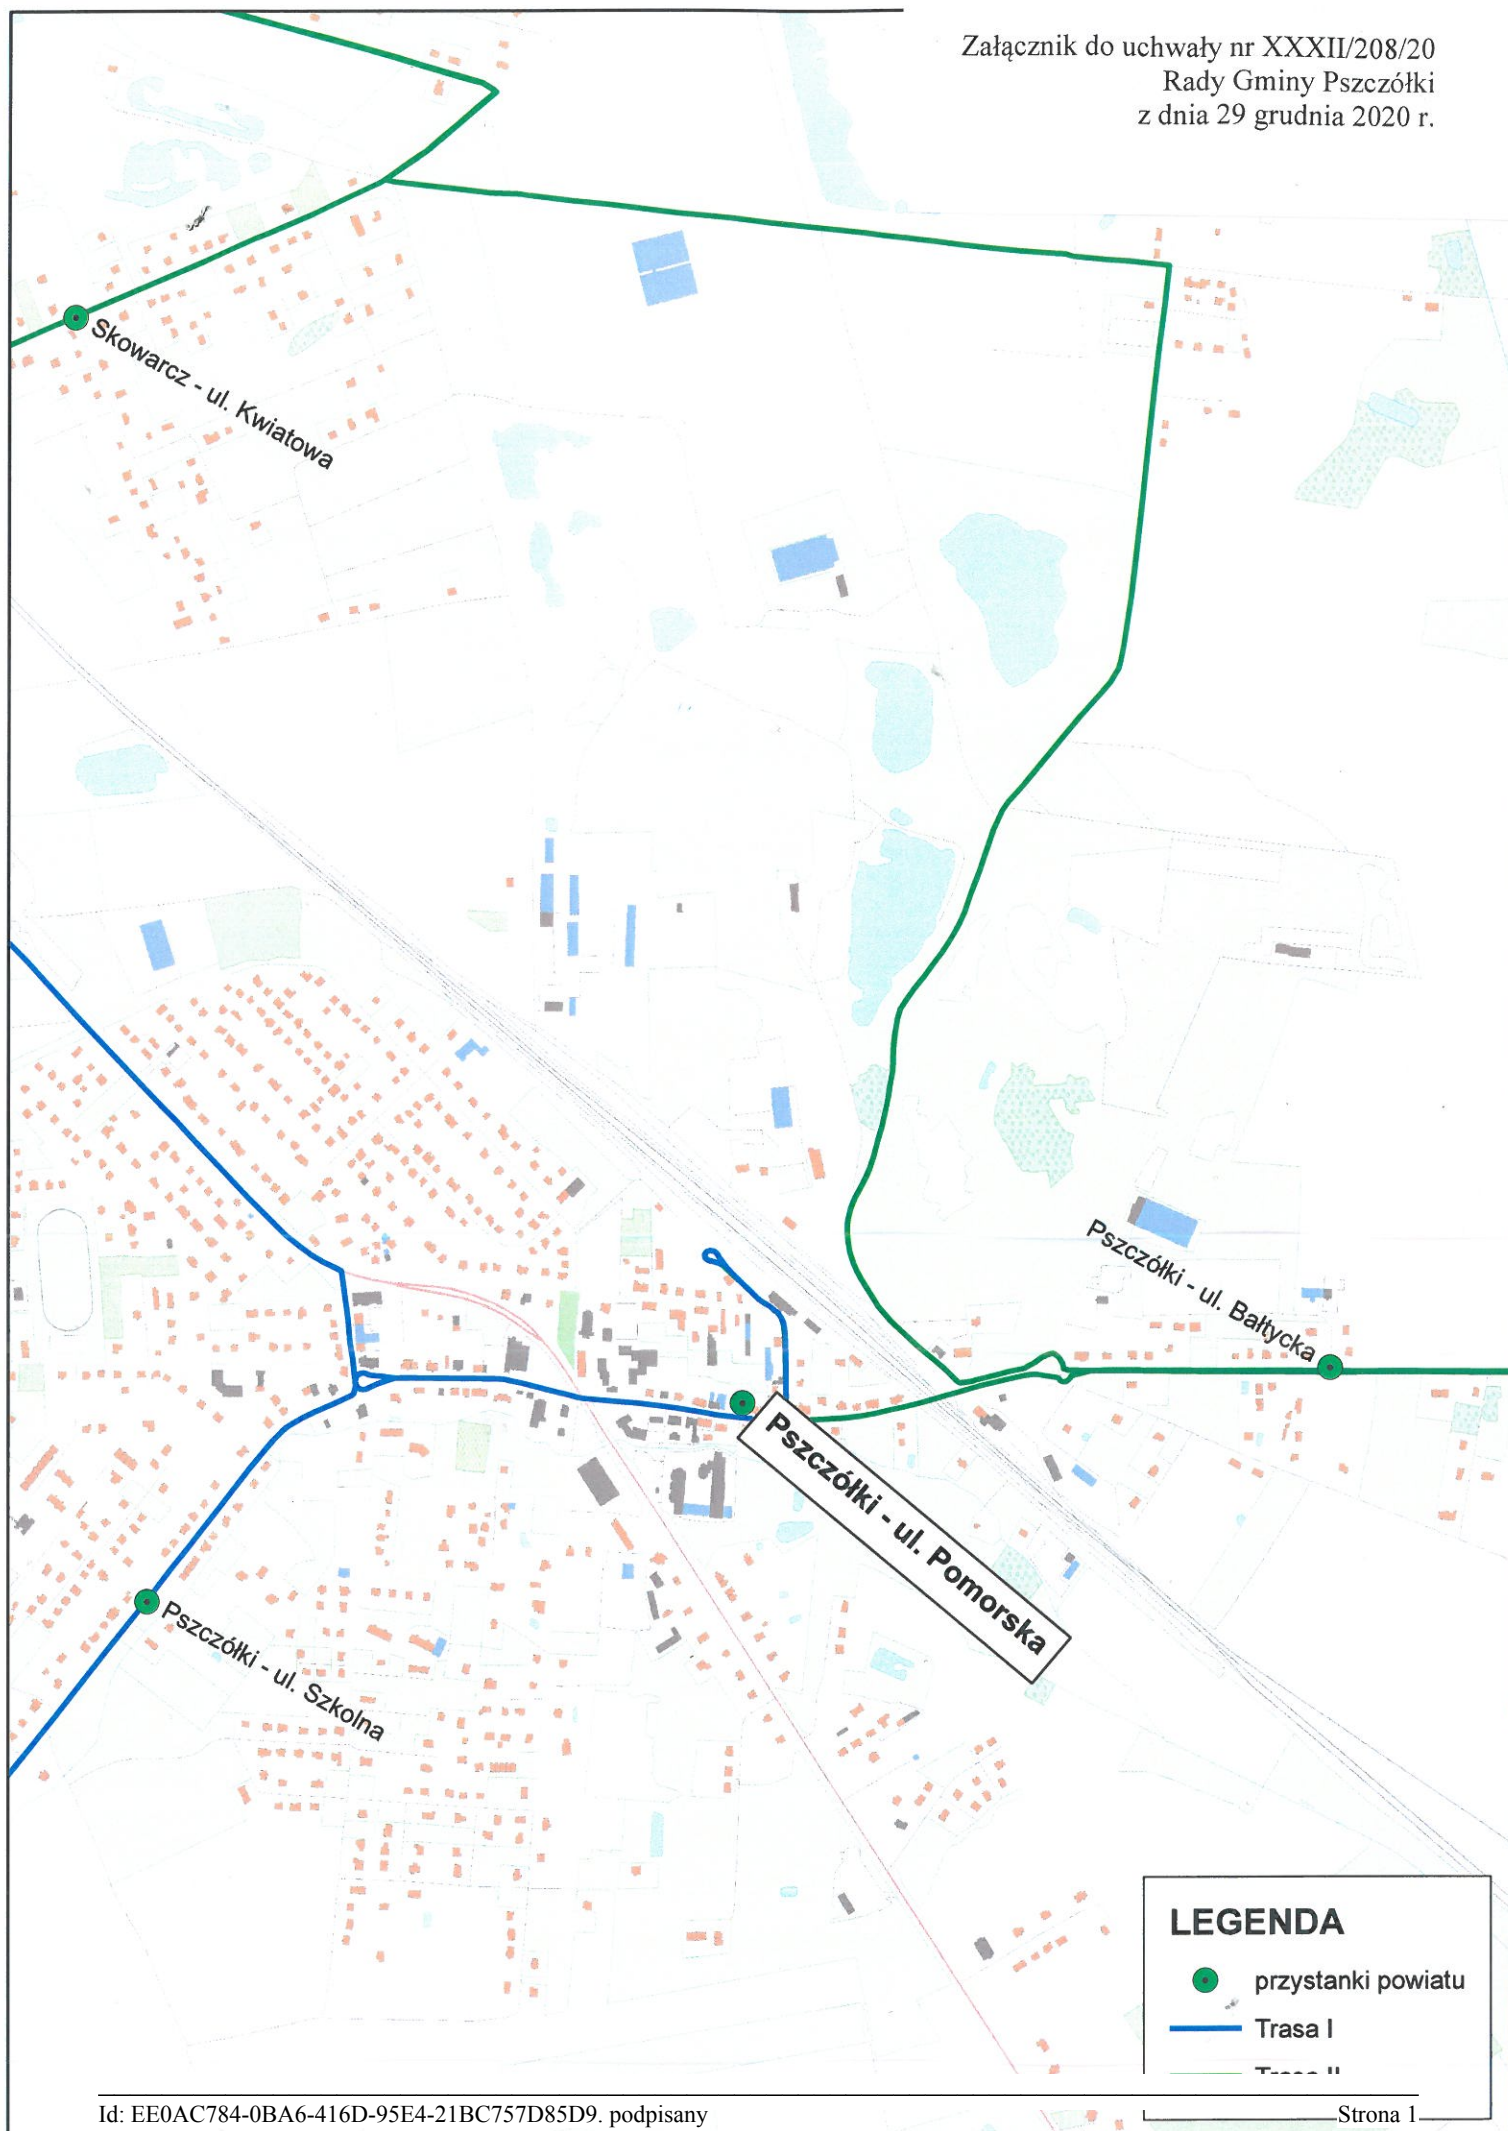 Załącznik do uchwały nr XXXII/208/20
Rady Gminy Pszczółki
z dnia 29 grudnia 2020 r.
Skowarcz - ul. Kwiatowa
Pszczółki - ul. Bałtycka
Pszczółki - ul. Pomorska
Pszczółki - ul. Szkolna
LEGENDA
przystanki powiatu
Trasa I
Trasa II
Id: EE0AC784-0BA6-416D-95E4-21BC757D85D9. podpisany
Strona 1